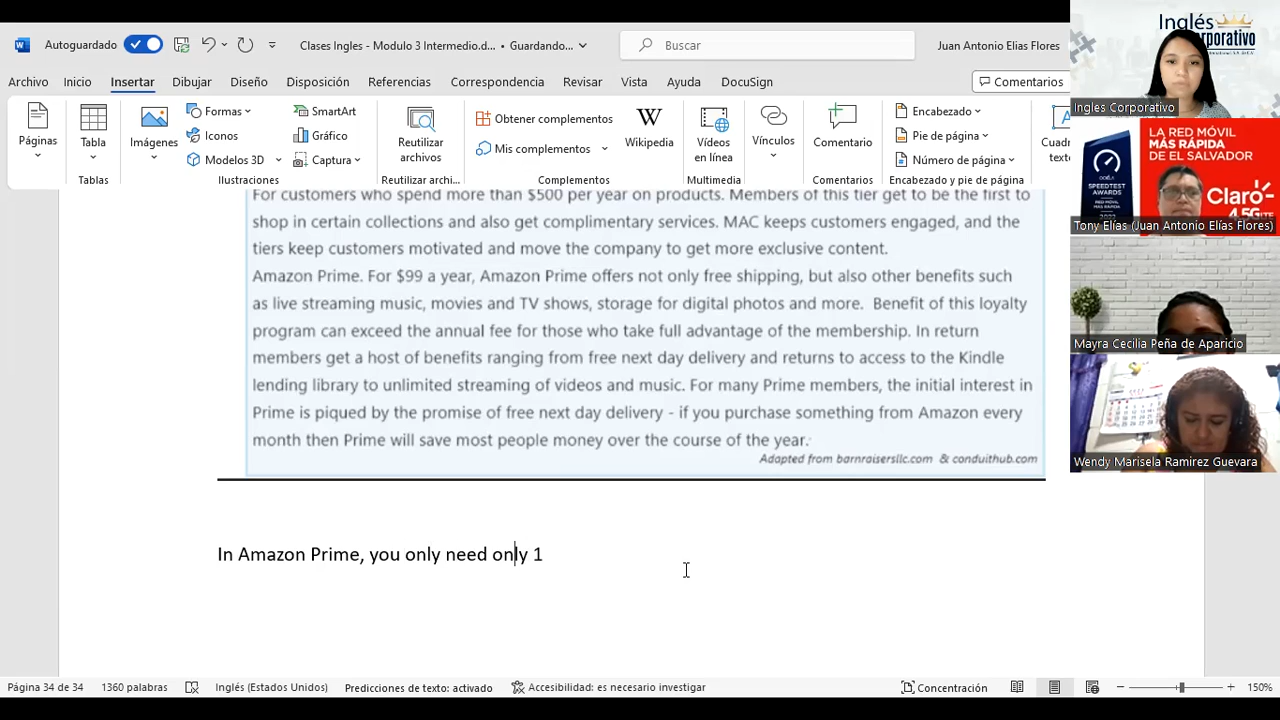 Autoguardado
Clases Ingles - Modulo 3 Intermedio.d... • Guardando...
Buscar
Juan Antonio Elias Flores
Archivo Inicio Insertar Dibujar Diseño Disposición Referencias Correspondencia Revisar Vista Ayuda DocuSign
Comentarios
Páginas
Tabla
Tablas
Imágenes
Formas
Iconos
Modelos 3D
SmartArt
Gráfico
Captura
Ilustraciones
Reutilizar
archivos
Reutilizar archi...
Obtener complementos
Mis complementos
Complementos
Wikipedia
Vídeos
en línea
Multimedia
Vínculos
Comentario
Comentarios
Encabezado
Pie de página
Número de página
Encabezado y pie de página
Cuadr
texto
For customers who spend more than $500 per year on products. Members of this tier get to be the first to
shop in certain collections and also get complimentary services. MAC keeps customers engaged, and the
tiers keep customers motivated and move the company to get more exclusive content.
Amazon Prime. For $99 a year, Amazon Prime offers not only free shipping, but also other benefits such
as live streaming music, movies and TV shows, storage for digital photos and more. Benefit of this loyalty
program can exceed the annual fee for those who take full advantage of the membership. In return
members get a host of benefits ranging from free next day delivery and returns to access to the Kindle
lending library to unlimited streaming of videos and music. For many Prime members, the initial interest in
Prime is piqued by the promise of free next day delivery - if you purchase something from Amazon every
month then Prime will save most people money over the course of the year.
Adapted from barnraisersllc.com & conduithub.com
In Amazon Prime, you only need only 1
Página 34 de 34 1360 palabras Inglés (Estados Unidos) Predicciones de texto: activado Accesibilidad: es necesario investigar Concentración 150%
Inglés
Corporativo
Ingles Corporativo
SPEEDTEST
AWARDS
LA RED MÓVIL
MÁS RÁPIDA
DE EL SALVADOR
Claro
4.5G LTE
Tony Elías (Juan Antonio Elías Flores)
Mayra Cecilia Peña de Aparicio
Wendy Marisela Ramirez Guevara